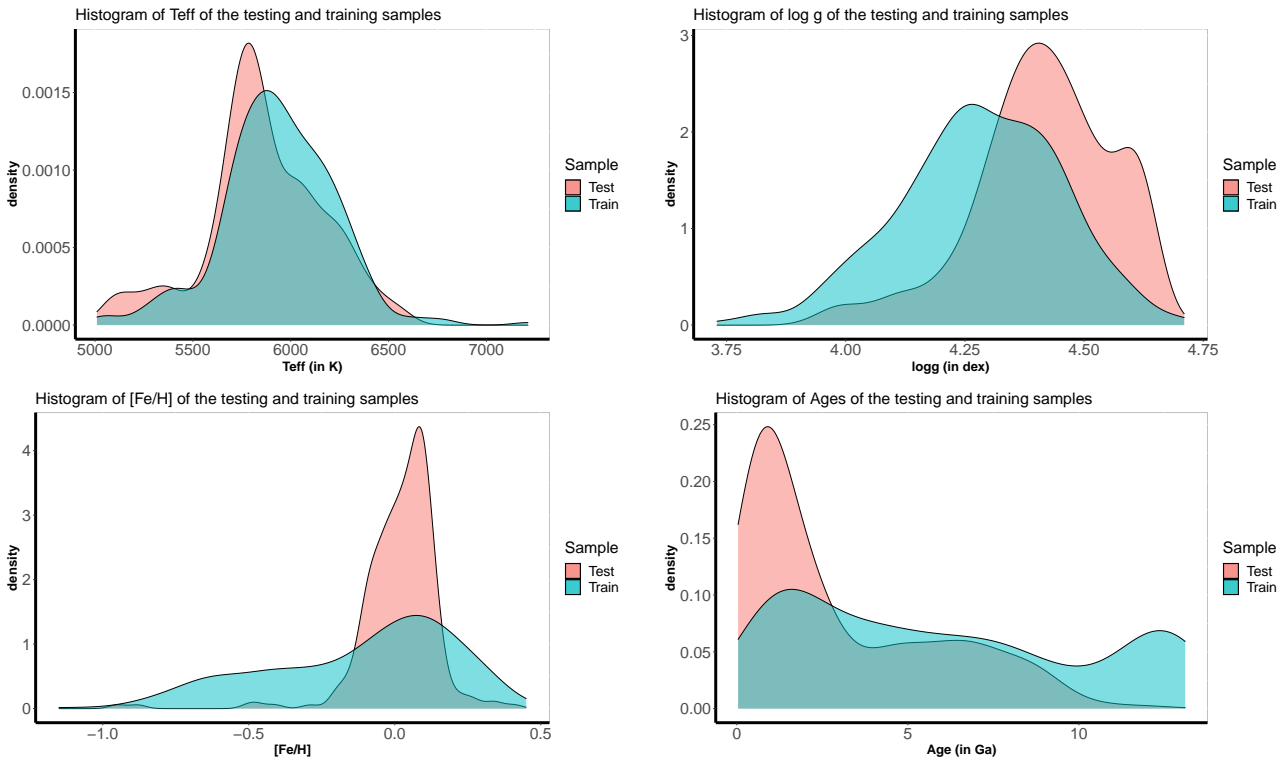 Histogram of Teff of the testing and training samples
density
0.0015
0.0010
0.0005
0.0000
5000 5500 6000 6500 7000
Teff (in K)
Sample
Test
Train
Histogram of log g of the testing and training samples
density
3
2
1
0
3.75 4.00 4.25 4.50 4.75
logg (in dex)
Sample
Test
Train
Histogram of [Fe/H] of the testing and training samples
density
4
3
2
1
0
−1.0 −0.5 0.0 0.5
[Fe/H]
Sample
Test
Train
Histogram of Ages of the testing and training samples
density
0.25
0.20
0.15
0.10
0.05
0.00
0 5 10
Age (in Ga)
Sample
Test
Train